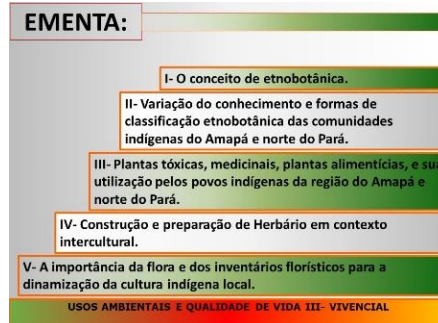 EMENTA:
I- O conceito de etnobotânica.
II- Variação do conhecimento e formas de
classificação etnobotânica das comunidades
indígenas do Amapá e norte do Pará.
III- Plantas tóxicas, medicinais, plantas alimentícias, e sua
utilização pelos povos indígenas da região do Amapá e
norte do Pará.
IV- Construção e preparação de Herbário em contexto
intercultural.
V- A importância da flora e dos inventários florísticos para a
dinamização da cultura indígena local.
USOS AMBIENTAIS E QUALIDADE DE VIDA III- VIVENCIAL